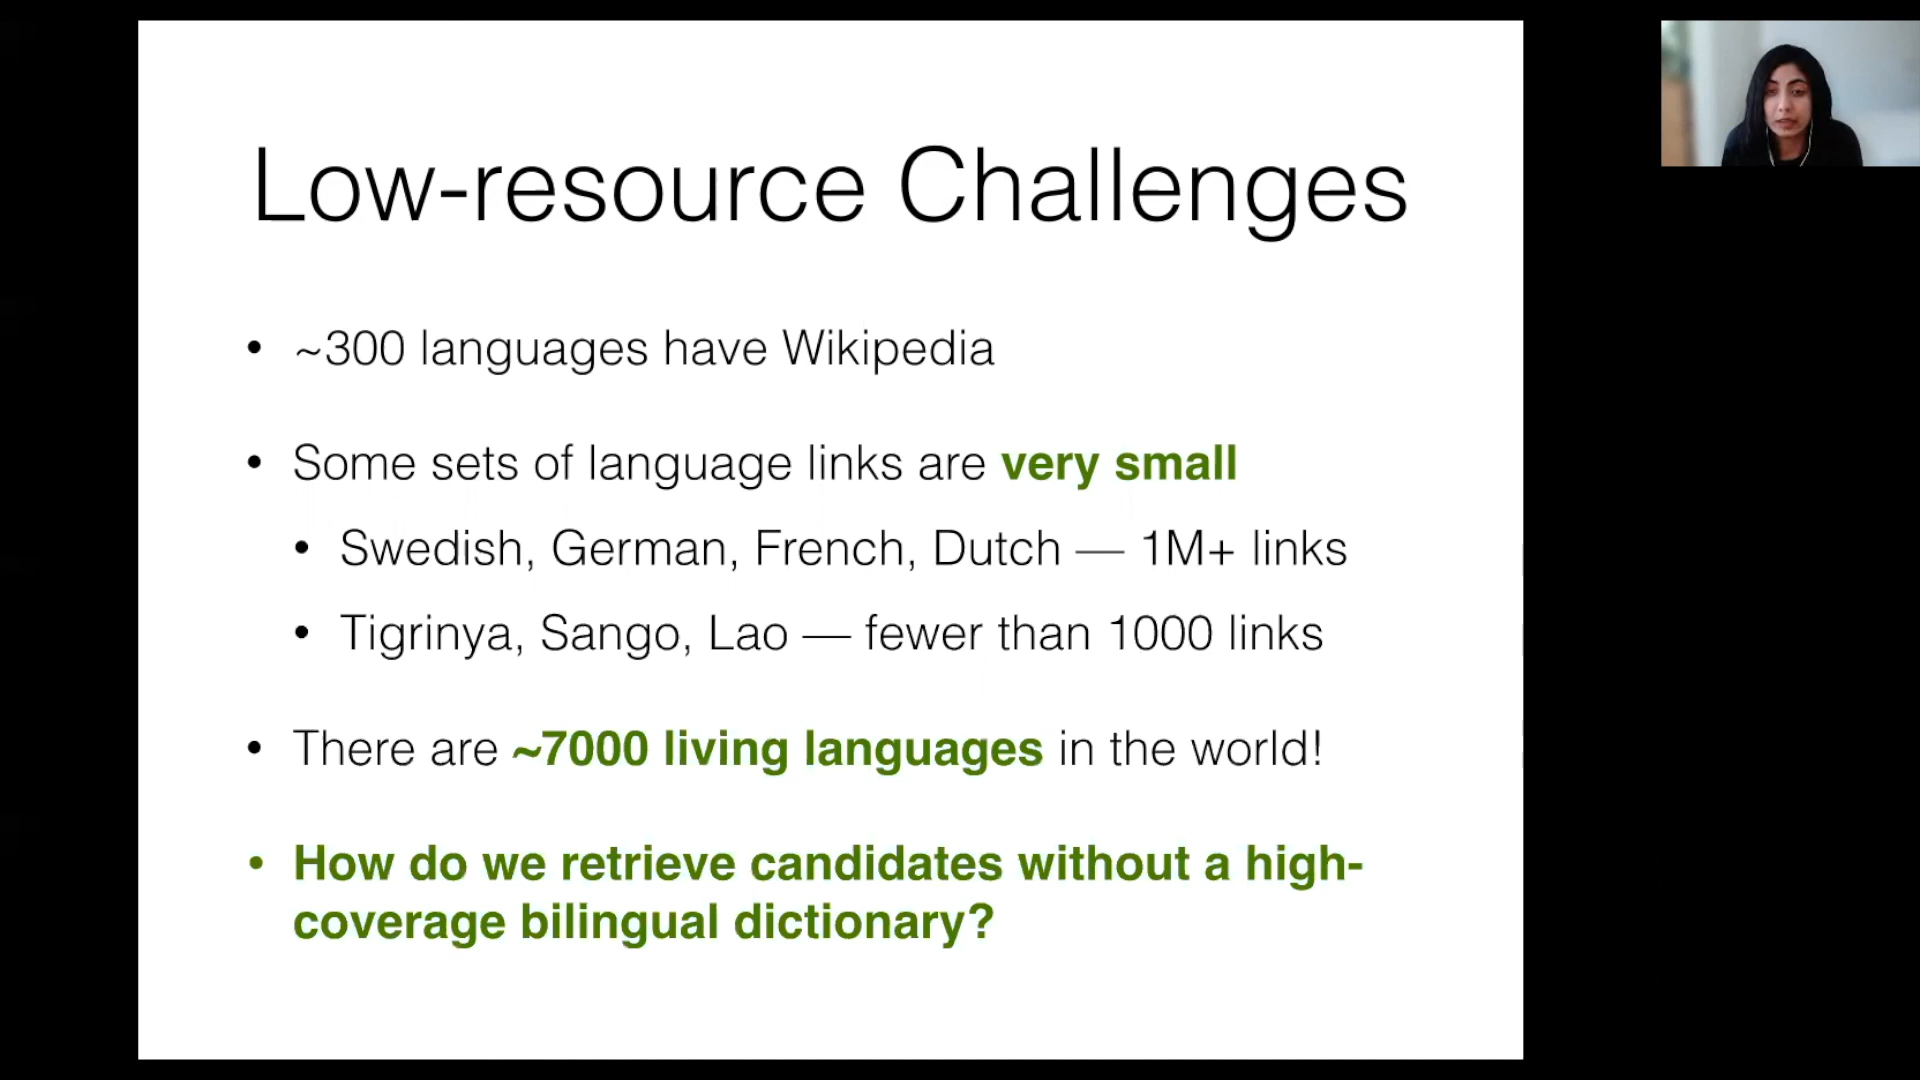 Low-resource Challenges
• ~300 languages have Wikipedia
• Some sets of language links are very small
• Swedish, German, French, Dutch — 1M+ links
• Tigrinya, Sango, Lao — fewer than 1000 links
• There are ~7000 living languages in the world!
• How do we retrieve candidates without a high-
coverage bilingual dictionary?